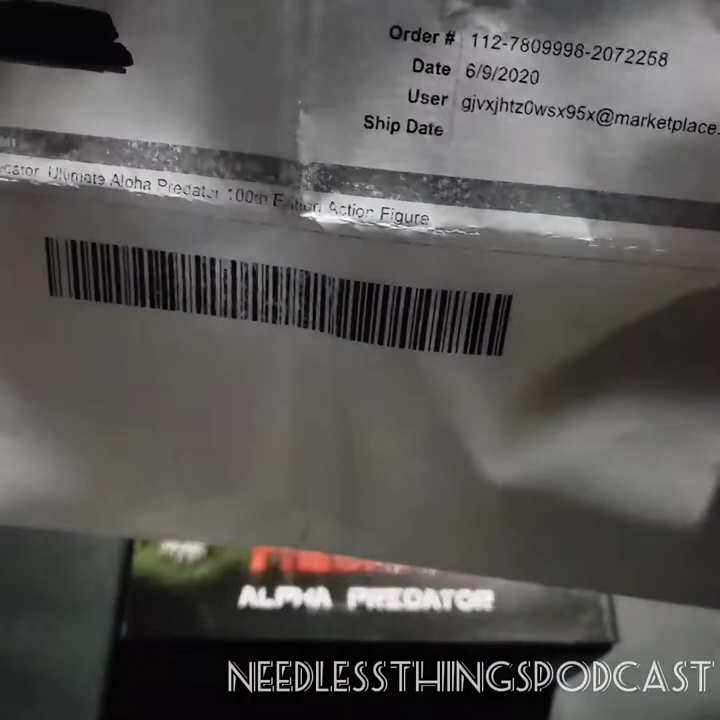 Order # 112-7809998-2072258
Date 6/9/2020
User gjvxjhtz0wsx95x@marketplace.
Ship Date
Ultimate Alpha Predator 100th Edition Action Figure
ALPHA PREDATOR
NEEDLESSTHINGSPODCAST